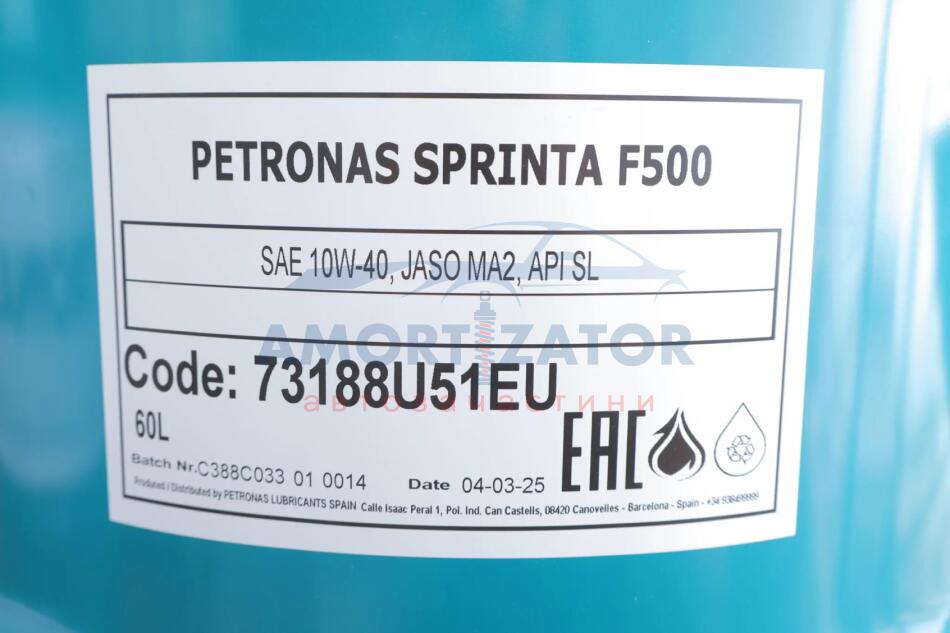 PETRONAS SPRINTA F500
SAE 10W-40, JASO MA2, API SL
AMORTIZATOR
Code: 73188U51EU
автозапчастини
60L
EAC
Batch Nr.C388C033 01 0014
Date 04-03-25
Produced / Distributed by PETRONAS LUBRICANTS SPAIN Calle Isaac Peral 1, Pol. Ind. Can Castells, 08420 Canovelles - Barcelona - Spain - +34 938499999